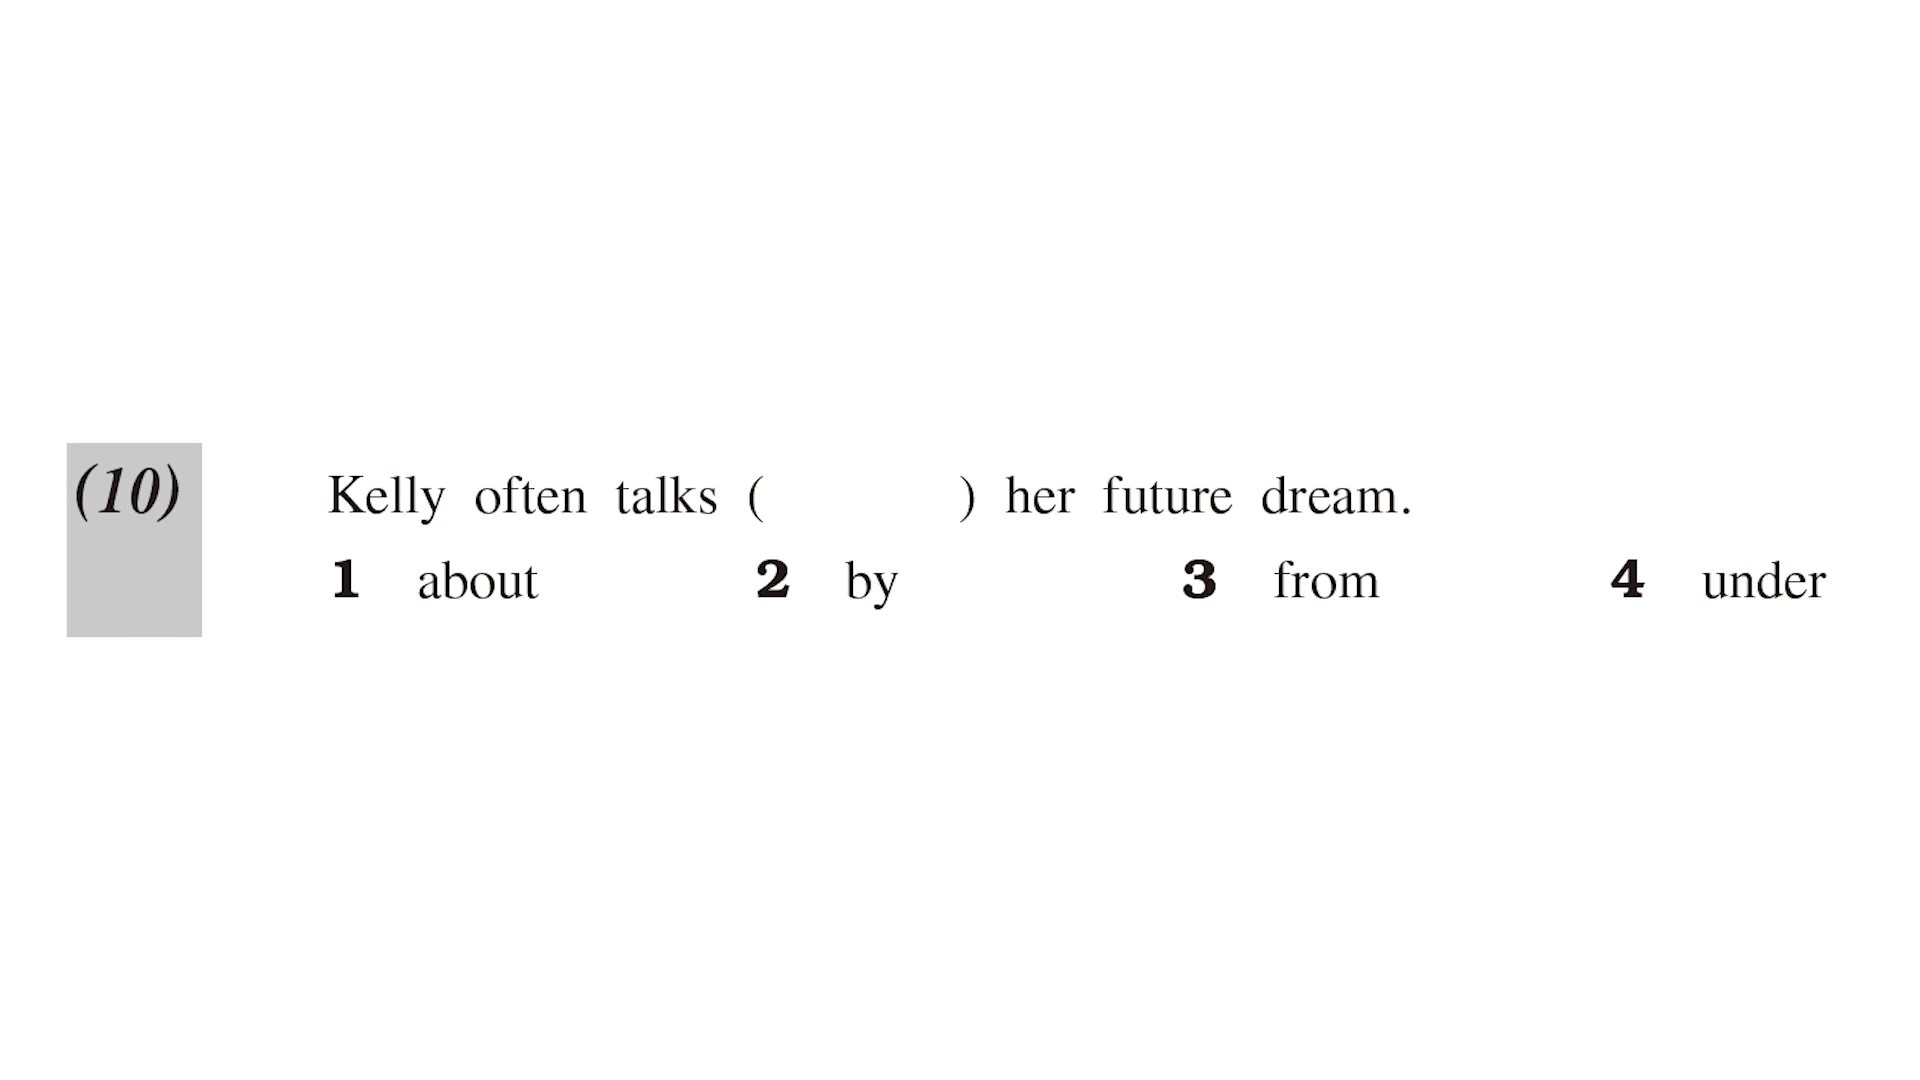 (10) Kelly often talks ( ) her future dream.
1 about 2 by 3 from 4 under